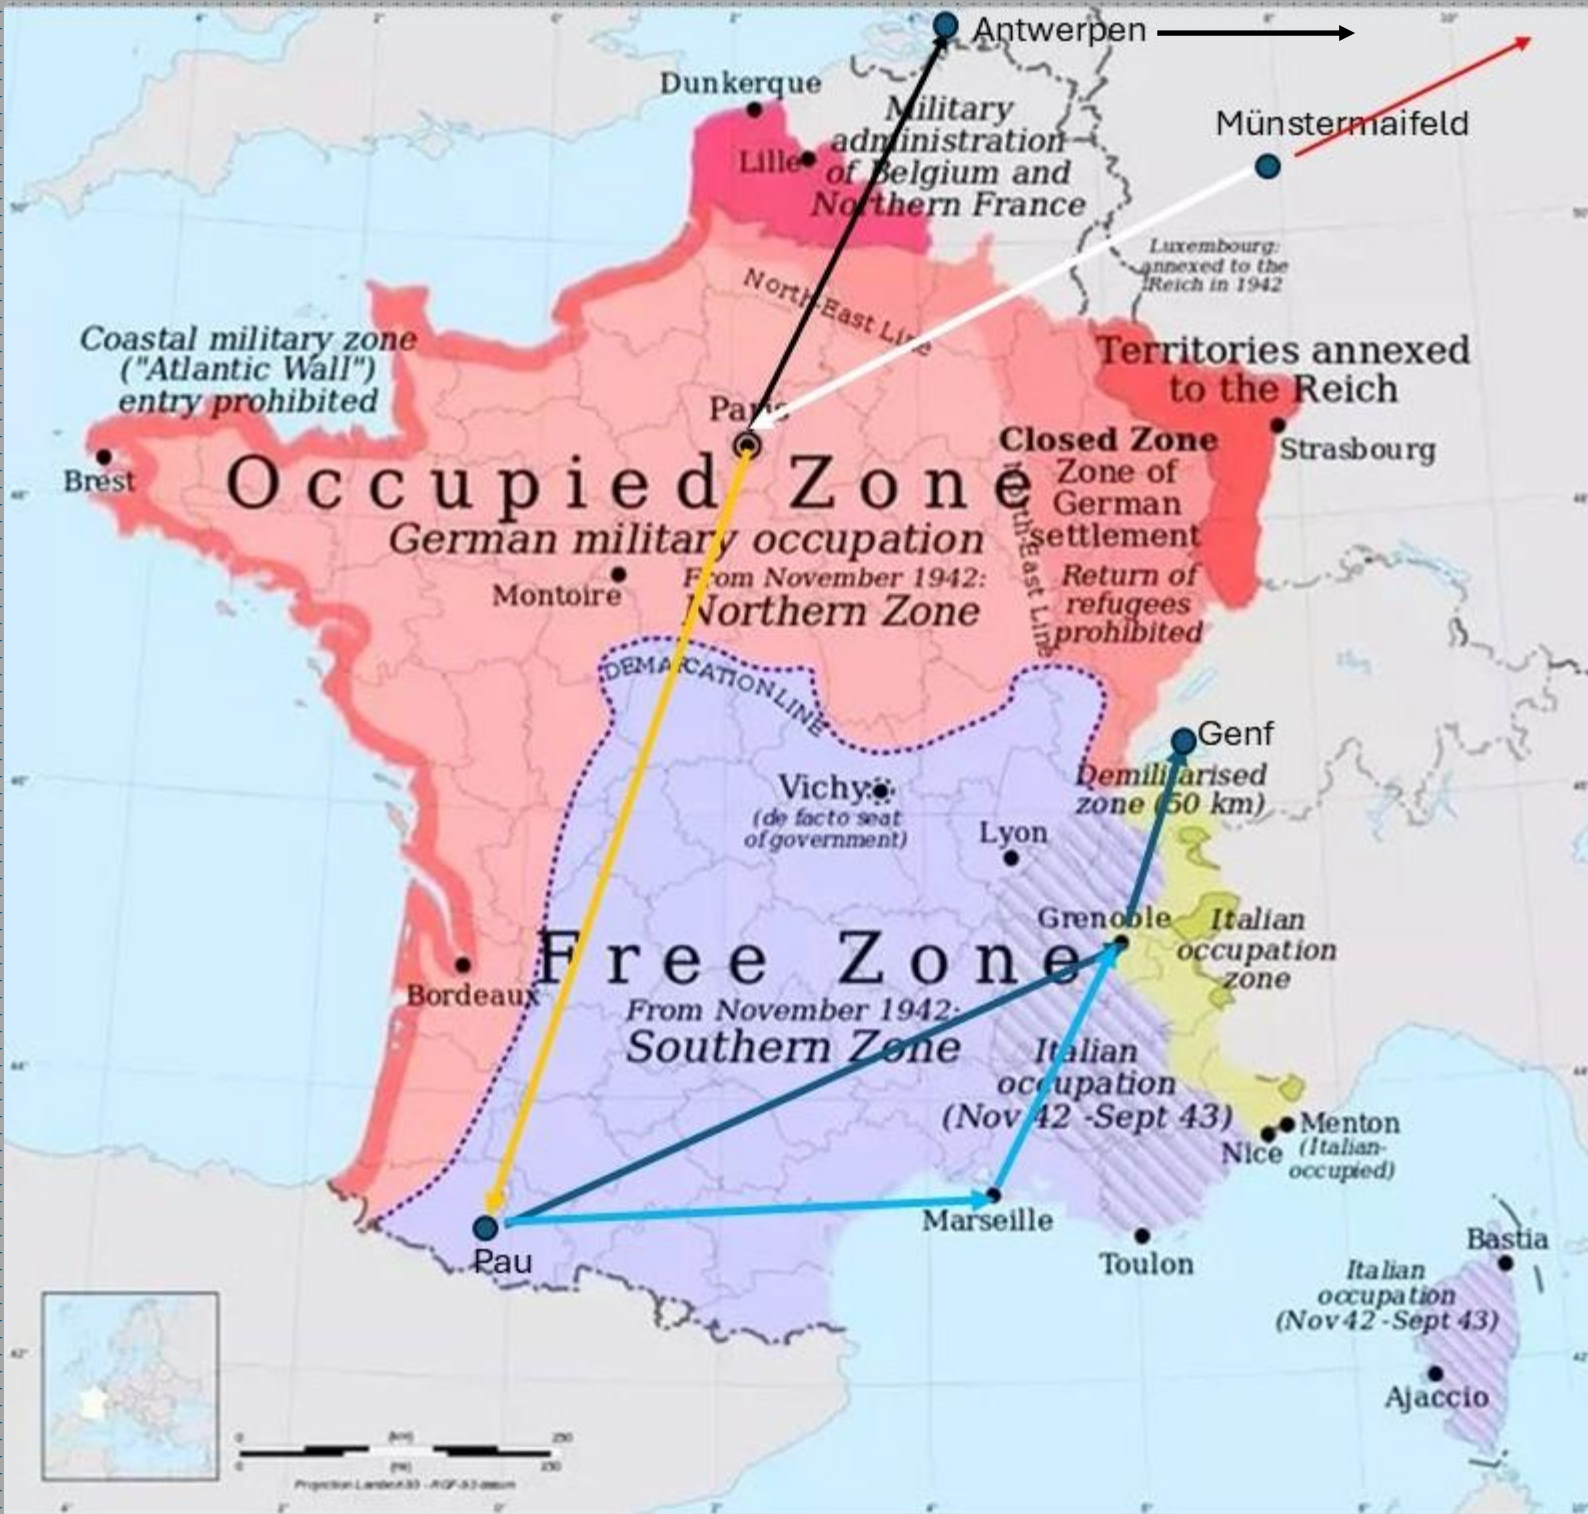 Antwerpen
Dunkerque
Münstermaifeld
Military
administration
of Belgium and
Northern France
Lille
Luxembourg:
annexed to the
Reich in 1942
North-East Line
Coastal military zone
("Atlantic Wall")
entry prohibited
Territories annexed
to the Reich
Paris
Strasbourg
Closed Zone
Zone of
German
settlement
Return of
refugees
prohibited
Brest
Occupied Zone
German military occupation
From November 1942:
Northern Zone
North-East Line
Montoire
DEMARCATION LINE
Genf
Demilitarised
zone (50 km)
Vichy
(de facto seat
of government)
Lyon
Grenoble
Italian
occupation
zone
Free Zone
Bordeaux
From November 1942:
Southern Zone
Italian
occupation
(Nov 42 -Sept 43)
Menton
(Italian-
occupied)
Nice
Marseille
Toulon
Pau
Bastia
Italian
occupation
(Nov 42 -Sept 43)
Ajaccio